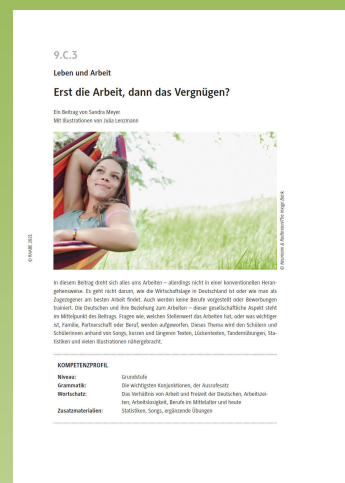 9.C.3
Leben und Arbeit
Erst die Arbeit, dann das Vergnügen?
Ein Beitrag von Sandra Meyer
Mit Illustrationen von Julia Lenzmann
© RAABE 2021
© Neumann & Rodtmann/The Image Bank
In diesem Beitrag dreht sich alles ums Arbeiten – allerdings nicht in einer konventionellen Heran-
gehensweise. Es geht nicht darum, wie die Wirtschaftslage in Deutschland ist oder wie man als
Zugezogener am besten Arbeit findet. Auch werden keine Berufe vorgestellt oder Bewerbungen
trainiert. Die Deutschen und ihre Beziehung zum Arbeiten – dieser gesellschaftliche Aspekt steht
im Mittelpunkt des Beitrags. Fragen wie, welchen Stellenwert das Arbeiten hat, oder was wichtiger
ist, Familie, Partnerschaft oder Beruf, werden aufgeworfen. Dieses Thema wird den Schülern und
Schülerinnen anhand von Songs, kurzen und längeren Texten, Lückentexten, Tandemübungen, Sta-
tistiken und vielen Illustrationen nähergebracht.
KOMPETENZPROFIL
Niveau: Grundstufe
Grammatik: Die wichtigsten Konjunktionen, der Ausrufesatz
Wortschatz: Das Verhältnis von Arbeit und Freizeit der Deutschen, Arbeitszei-
ten, Arbeitslosigkeit, Berufe im Mittelalter und heute
Zusatzmaterialien: Statistiken, Songs, ergänzende Übungen